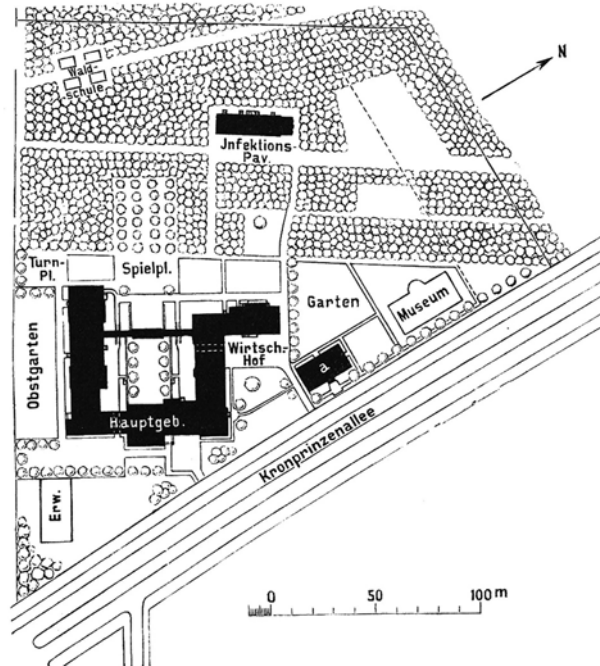 N
Wald-
schule
Jnfektions
Pav.
Turn-
Pl.
Spielpl.
Garten
Museum
Obstgarten
Wirtsch-
Hof
a
Hauptgeb.
Kronprinzenallee
Erw.
0 50 100 m